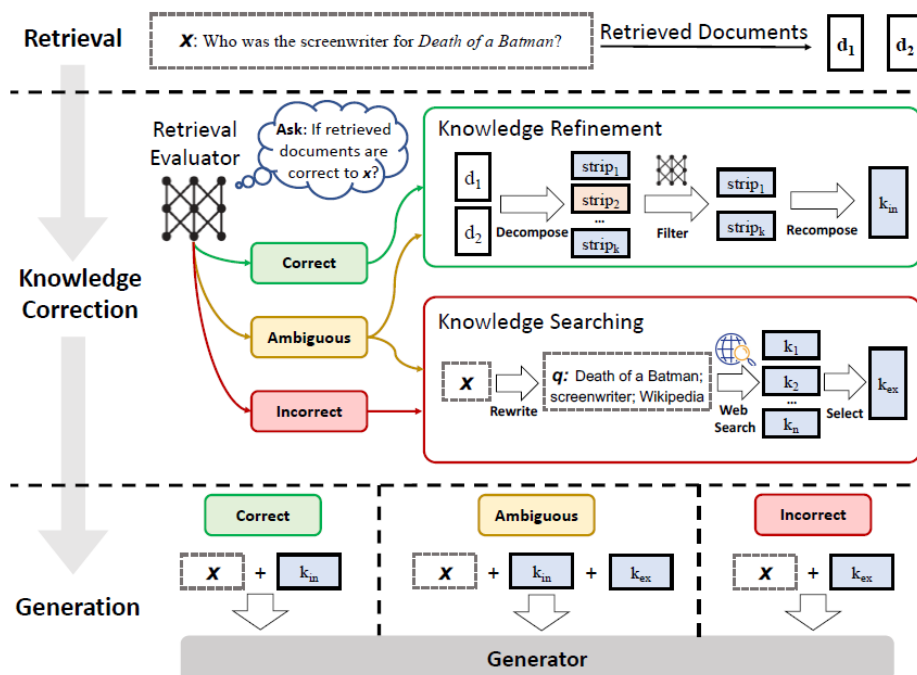 Retrieval
x: Who was the screenwriter for Death of a Batman?
Retrieved Documents
d1
d2
Retrieval
Evaluator
Ask: If retrieved
documents are
correct to x?
Knowledge Refinement
d1
d2
Decompose
strip1
strip2
...
stripk
Filter
strip1
stripk
Recompose
kin
Correct
Ambiguous
Incorrect
Knowledge
Correction
Knowledge Searching
x
Rewrite
q: Death of a Batman;
screenwriter; Wikipedia
Web
Search
k1
k2
...
kn
Select
kex
Correct
Ambiguous
Incorrect
Generation
x + kin
x + kin + kex
x + kex
Generator